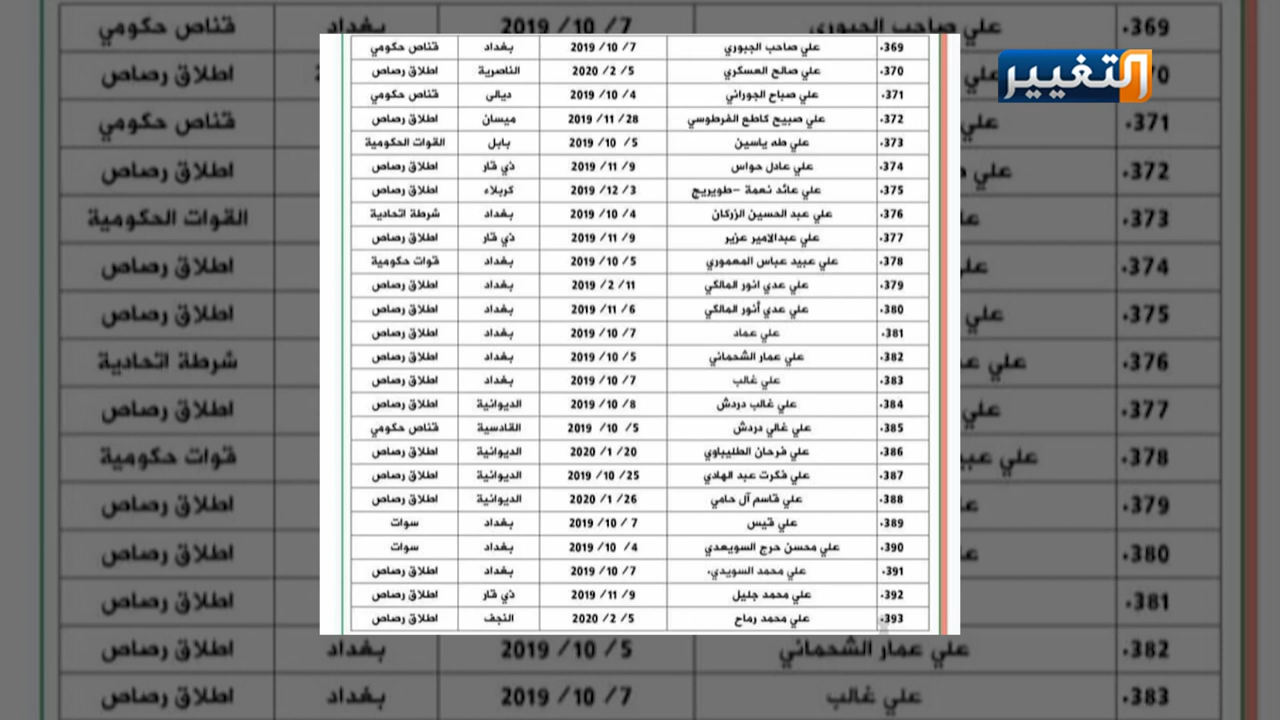 التغيير
369. علي صاحب الجبوري 2019 /10 /7 بغداد قناص حكومي
370. علي صالح العسكري 2020 /2 /5 الناصرية اطلاق رصاص
371. علي صباح الجوراني 2019 /10 /4 ديالى قناص حكومي
372. علي صبيح كاطع الفرطوسي 2019 /11 /28 ميسان اطلاق رصاص
373. علي طه ياسين 2019 /10 /5 بابل القوات الحكومية
374. علي عادل حواس 2019 /11 /9 ذي قار اطلاق رصاص
375. علي عائد نعمة -طويريج 2019 /12 /3 كربلاء اطلاق رصاص
376. علي عبد الحسين الزركان 2019 /10 /4 بغداد شرطة اتحادية
377. علي عبدالامير عزير 2019 /11 /9 ذي قار اطلاق رصاص
378. علي عبيد عباس المعموري 2019 /10 /5 بغداد قوات حكومية
379. علي عدي انور المالكي 2019 /2 /11 بغداد اطلاق رصاص
380. علي عدي أنور المالكي 2019 /11 /6 بغداد اطلاق رصاص
381. علي عماد 2019 /10 /7 بغداد اطلاق رصاص
382. علي عمار الشحماني 2019 /10 /5 بغداد اطلاق رصاص
383. علي غالب 2019 /10 /7 بغداد اطلاق رصاص
384. علي غالب دردش 2019 /10 /8 الديوانية اطلاق رصاص
385. علي غالي دردش 2019 /10 /5 القادسية قناص حكومي
386. علي فرحان الطليباوي 2020 /1 /20 الديوانية اطلاق رصاص
387. علي فكرت عبد الهادي 2019 /10 /25 الديوانية اطلاق رصاص
388. علي قاسم آل حامي 2020 /1 /26 الديوانية اطلاق رصاص
389. علي قيس 2019 /10 /7 بغداد سوات
390. علي محسن حرج السويعدي 2019 /10 /4 بغداد سوات
391. علي محمد السويدي. 2019 /10 /7 بغداد اطلاق رصاص
392. علي محمد جليل 2019 /11 /9 ذي قار اطلاق رصاص
393. علي محمد رماح 2020 /2 /5 النجف اطلاق رصاص